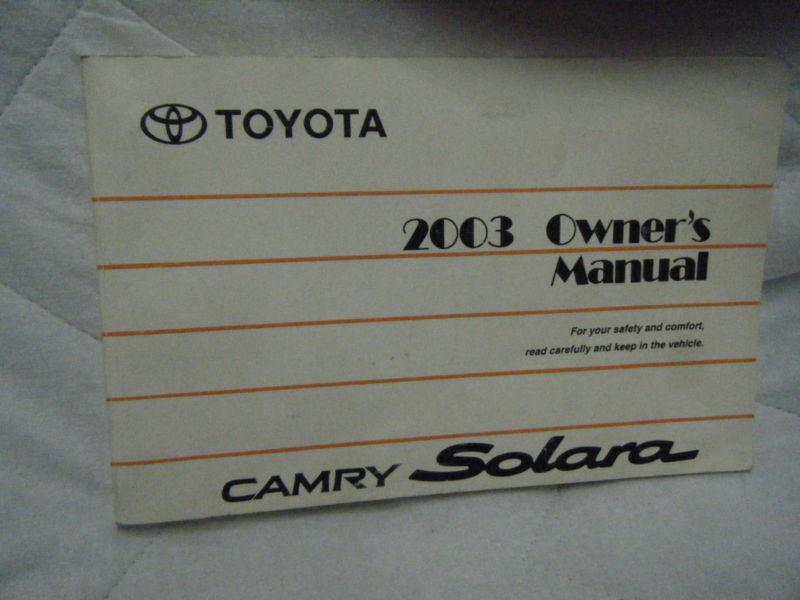 TOYOTA
2003 Owner's
Manual
For your safety and comfort,
read carefully and keep in the vehicle.
CAMRY Solara